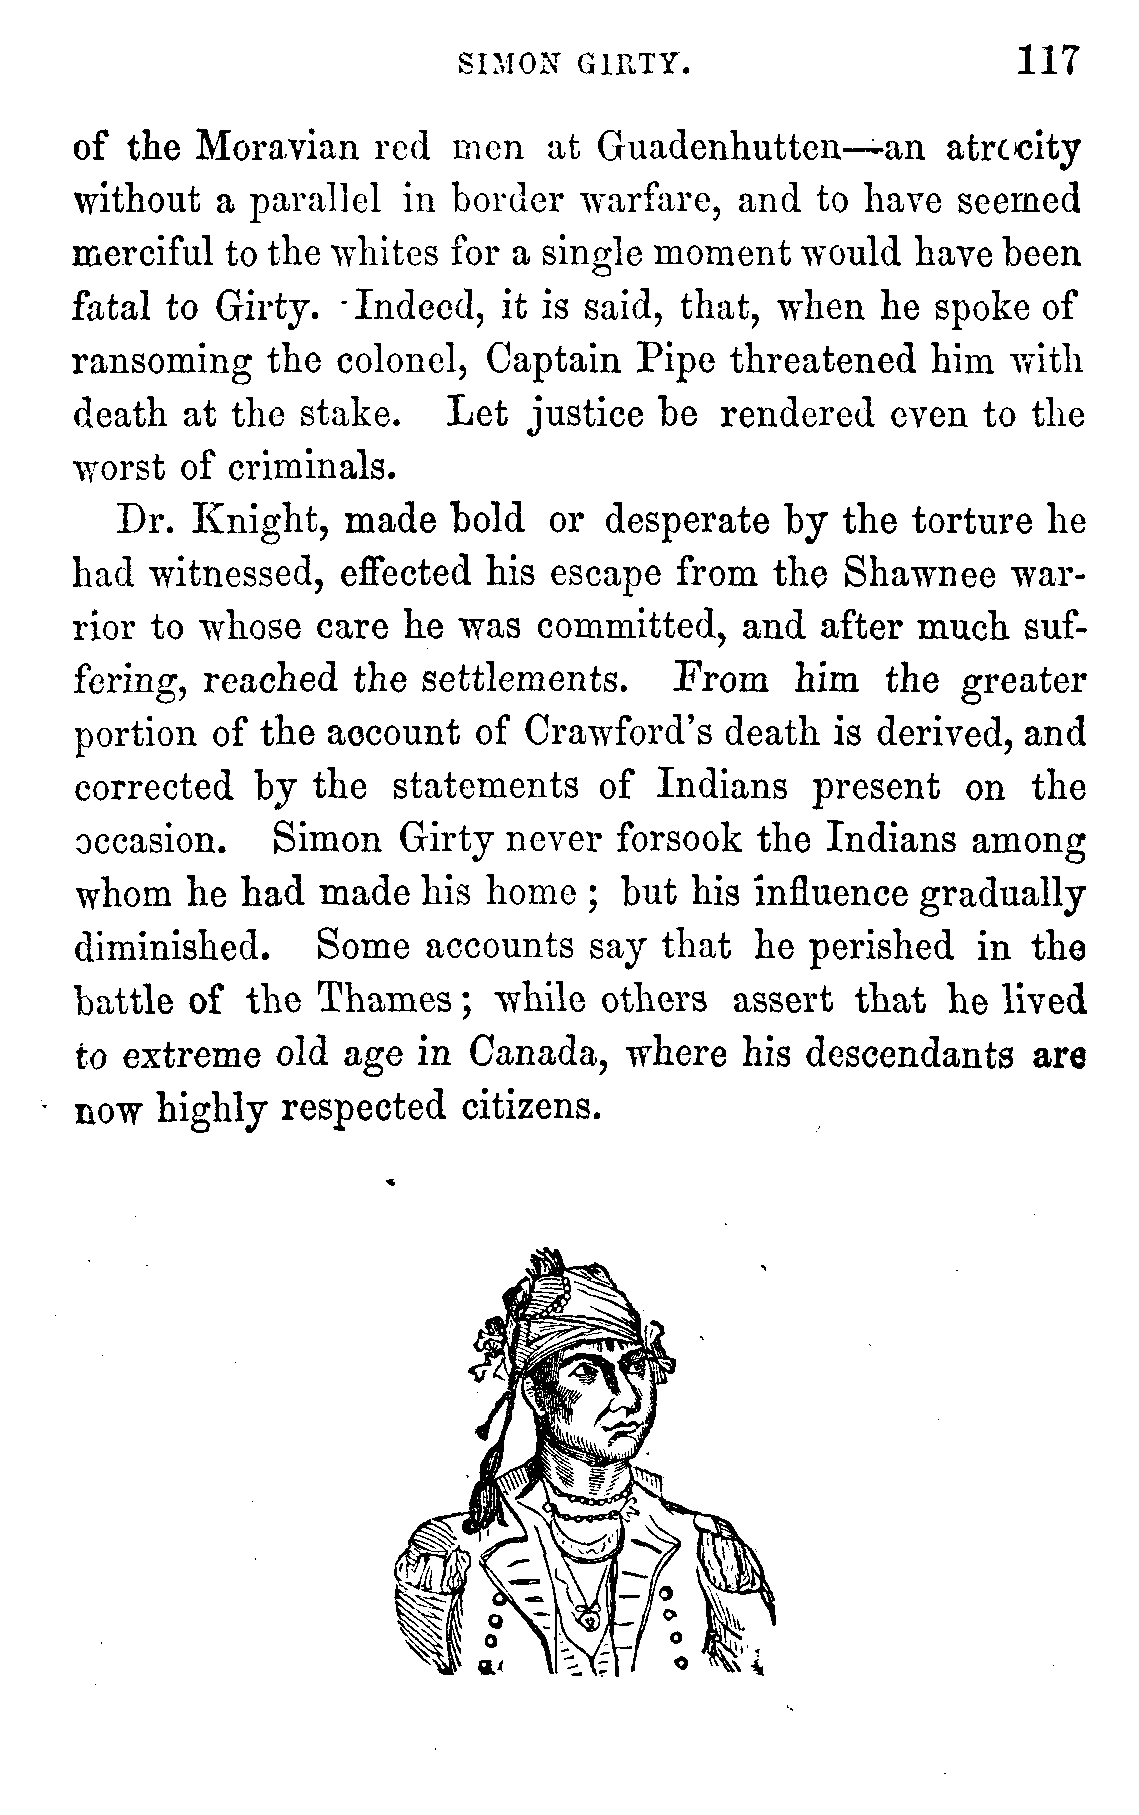 SIMON GIRTY. 117
of the Moravian red men at Guadenhutten—an atrocity
without a parallel in border warfare, and to have seemed
merciful to the whites for a single moment would have been
fatal to Girty. Indeed, it is said, that, when he spoke of
ransoming the colonel, Captain Pipe threatened him with
death at the stake. Let justice be rendered even to the
worst of criminals.
Dr. Knight, made bold or desperate by the torture he
had witnessed, effected his escape from the Shawnee war-
rior to whose care he was committed, and after much suf-
fering, reached the settlements. From him the greater
portion of the account of Crawford's death is derived, and
corrected by the statements of Indians present on the
occasion. Simon Girty never forsook the Indians among
whom he had made his home ; but his influence gradually
diminished. Some accounts say that he perished in the
battle of the Thames ; while others assert that he lived
to extreme old age in Canada, where his descendants are
now highly respected citizens.